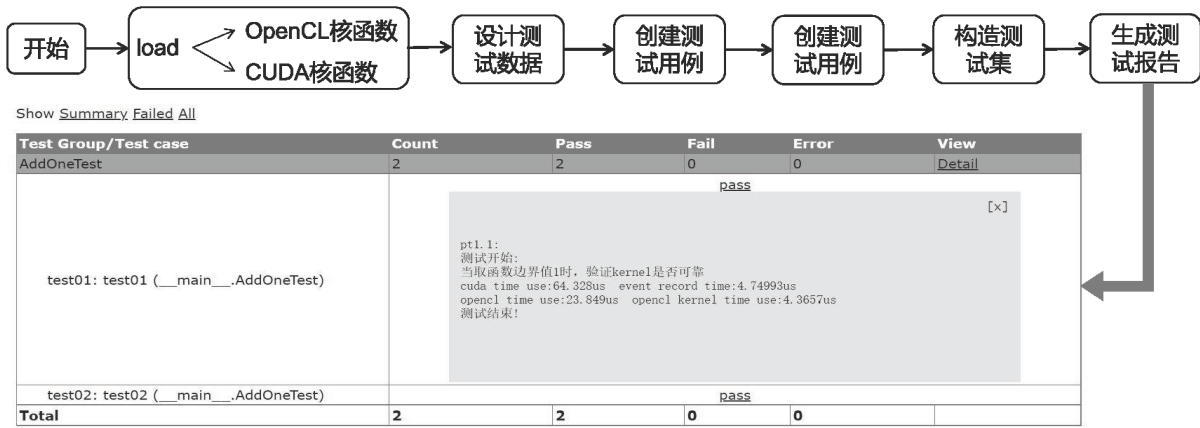 开始
load
OpenCL核函数
CUDA核函数
设计测
试数据
创建测
试用例
创建测
试用例
构造测
试集
生成测
试报告
Show Summary Failed All
Test Group/Test case Count Pass Fail Error View
AddOneTest 2 2 0 0 Detail
pass
[x]
pt1.1:
测试开始:
当取函数边界值1时，验证kernel是否可靠
test01: test01 (__main__.AddOneTest)
cuda time use:64.328us event record time:4.74993us
opencl time use:23.849us opencl kernel time use:4.3657us
测试结束!
test02: test02 (__main__.AddOneTest) pass
Total 2 2 0 0